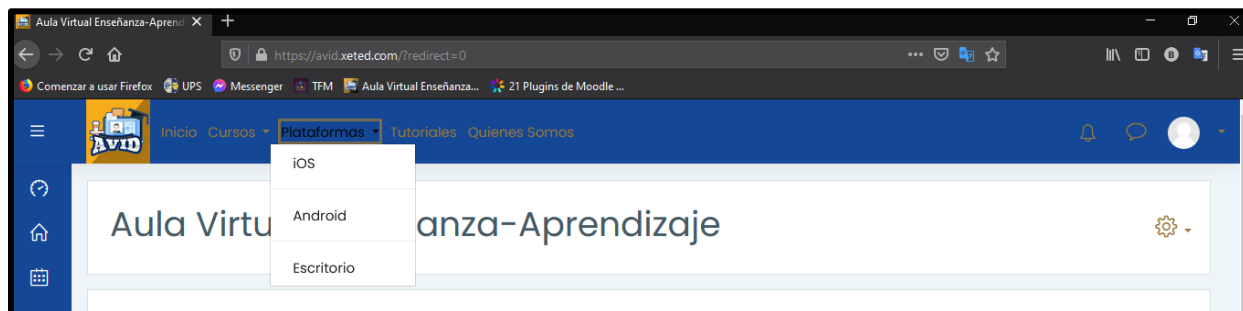 Aula Virtual Enseñanza-Aprend
https://avid.xeted.com/?redirect=0
Comenzar a usar Firefox UPS Messenger TFM Aula Virtual Enseñanza... 21 Plugins de Moodle ...
AVID Inicio Cursos Plataformas Tutoriales Quienes Somos
iOS
Android
Escritorio
Aula Virtu anza-Aprendizaje